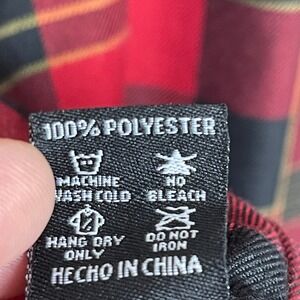 100% POLYESTER
MACHINE WASH COLD
NO BLEACH
HANG DRY ONLY
DO NOT IRON
HECHO IN CHINA